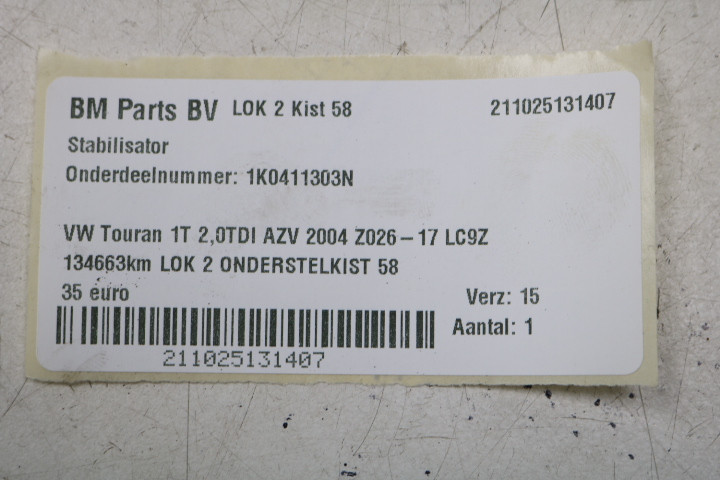 BM Parts BV LOK 2 Kist 58 211025131407
Stabilisator
Onderdeelnummer: 1K0411303N
VW Touran 1T 2,0TDI AZV 2004 Z026-17 LC9Z
134663km LOK 2 ONDERSTELKIST 58
35 euro Verz: 15
Aantal: 1
211025131407